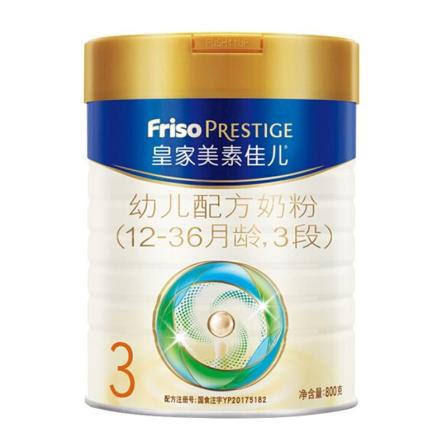 PUSH UP
Friso PRESTIGE
皇家美素佳儿
幼儿配方奶粉
(12-36月龄,3段)
3
净含量:800克
配方注册号:国食注字YP20175182